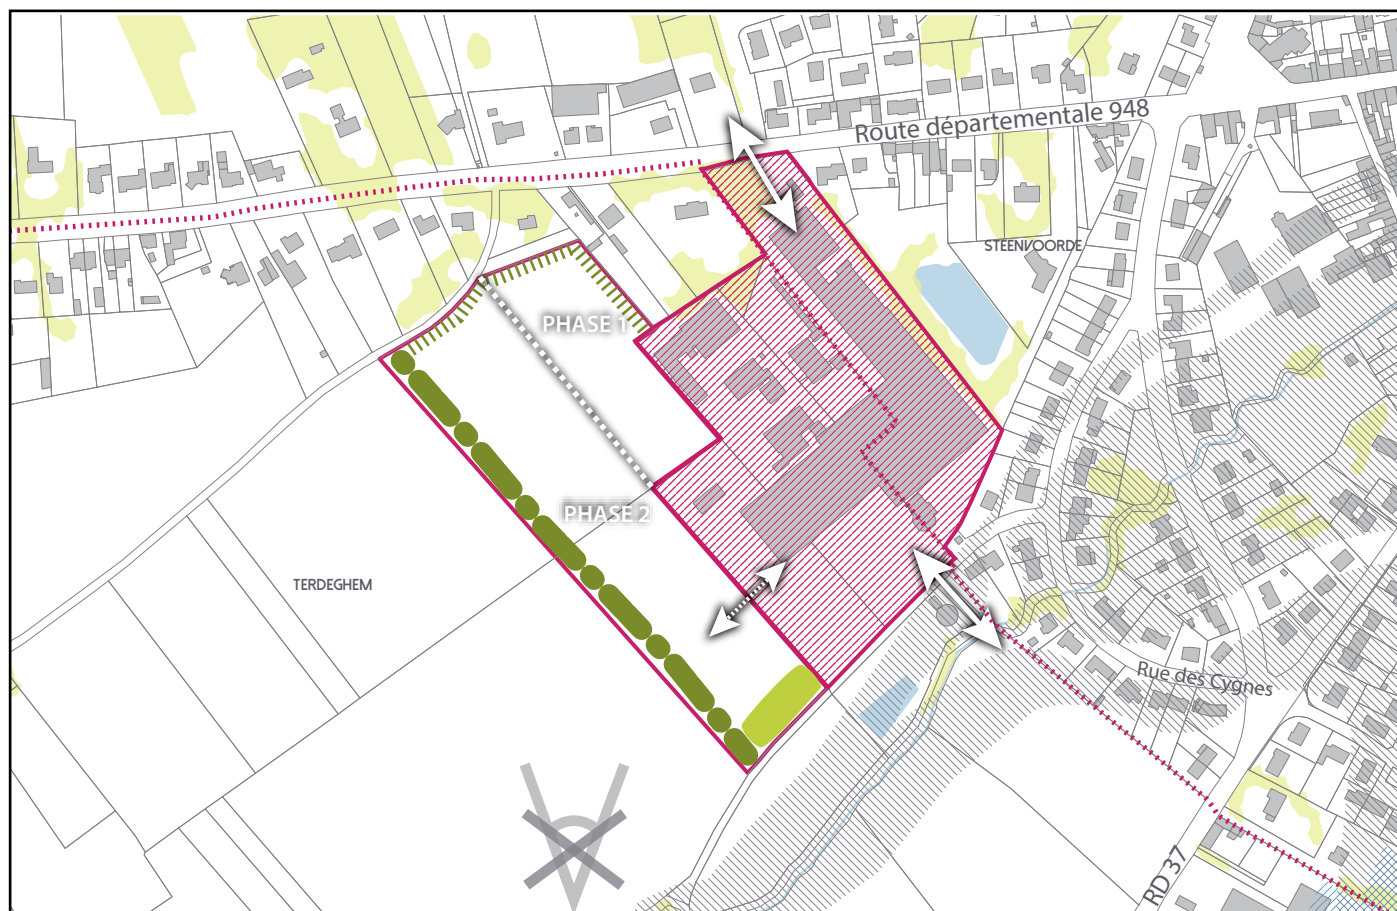 Route départementale 948
STEENVOORDE
PHASE 1
PHASE 2
TERDEGHEM
Rue des Cygnes
RD 37